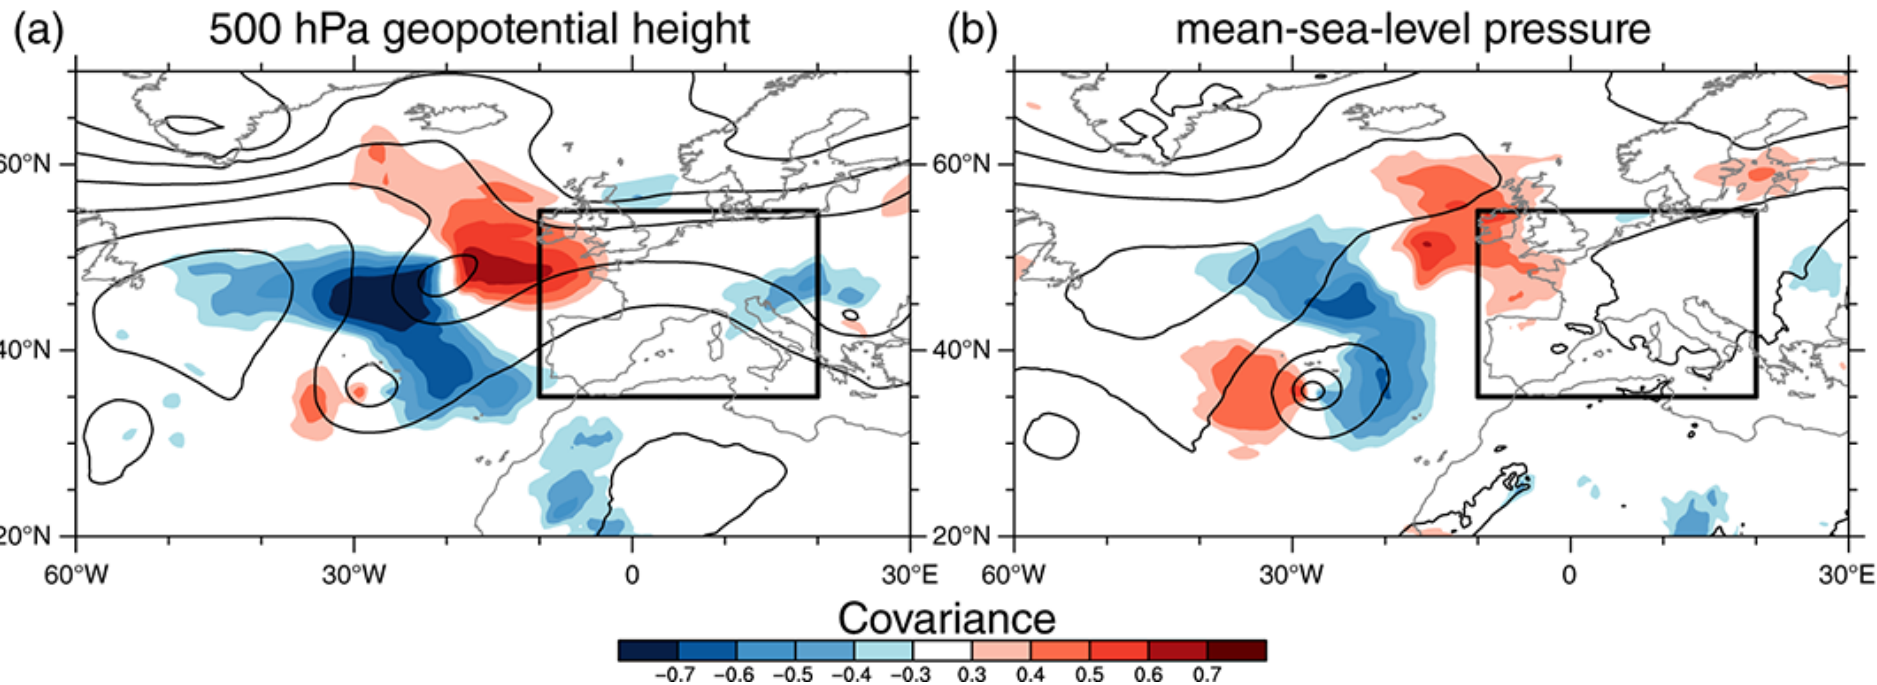 (a) 500 hPa geopotential height
(b) mean-sea-level pressure
60°N
40°N
20°N
60°W 30°W 0 30°E
60°N
40°N
20°N
60°W 30°W 0 30°E
Covariance
-0.7 -0.6 -0.5 -0.4 -0.3 0.3 0.4 0.5 0.6 0.7